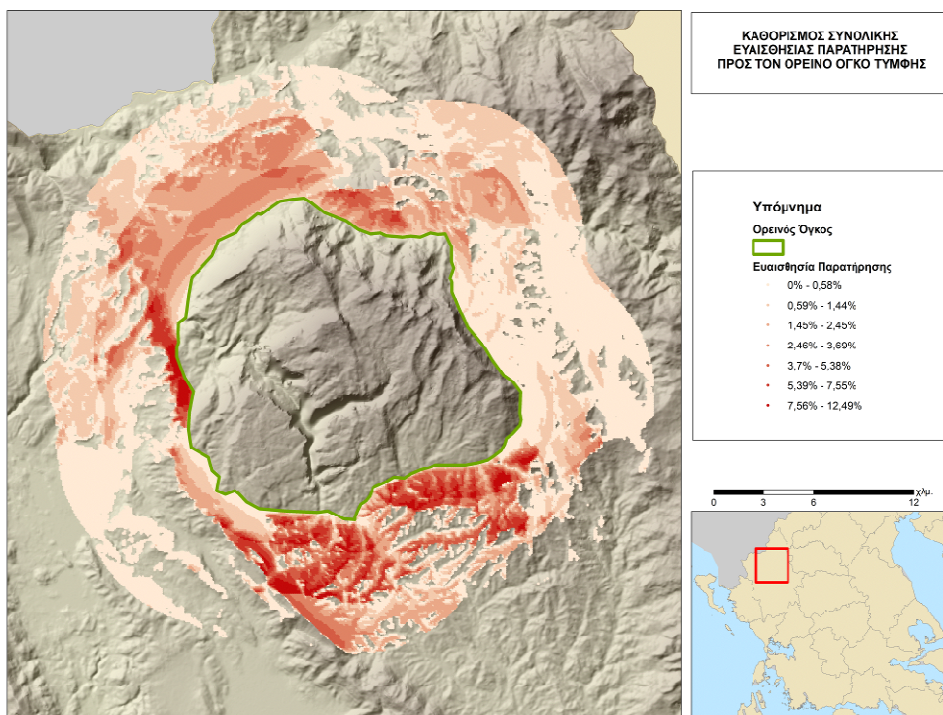 ΚΑΘΟΡΙΣΜΟΣ ΣΥΝΟΛΙΚΗΣ
ΕΥΑΙΣΘΗΣΙΑΣ ΠΑΡΑΤΗΡΗΣΗΣ
ΠΡΟΣ ΤΟΝ ΟΡΕΙΝΟ ΟΓΚΟ ΤΥΜΦΗΣ
Υπόμνημα
Ορεινός Όγκος
Ευαισθησία Παρατήρησης
0% - 0,58%
0,59% - 1,44%
1,45% - 2,45%
2,46% - 3,69%
3,7% - 5,38%
5,39% - 7,55%
7,56% - 12,49%
χλμ.
0 3 6 12